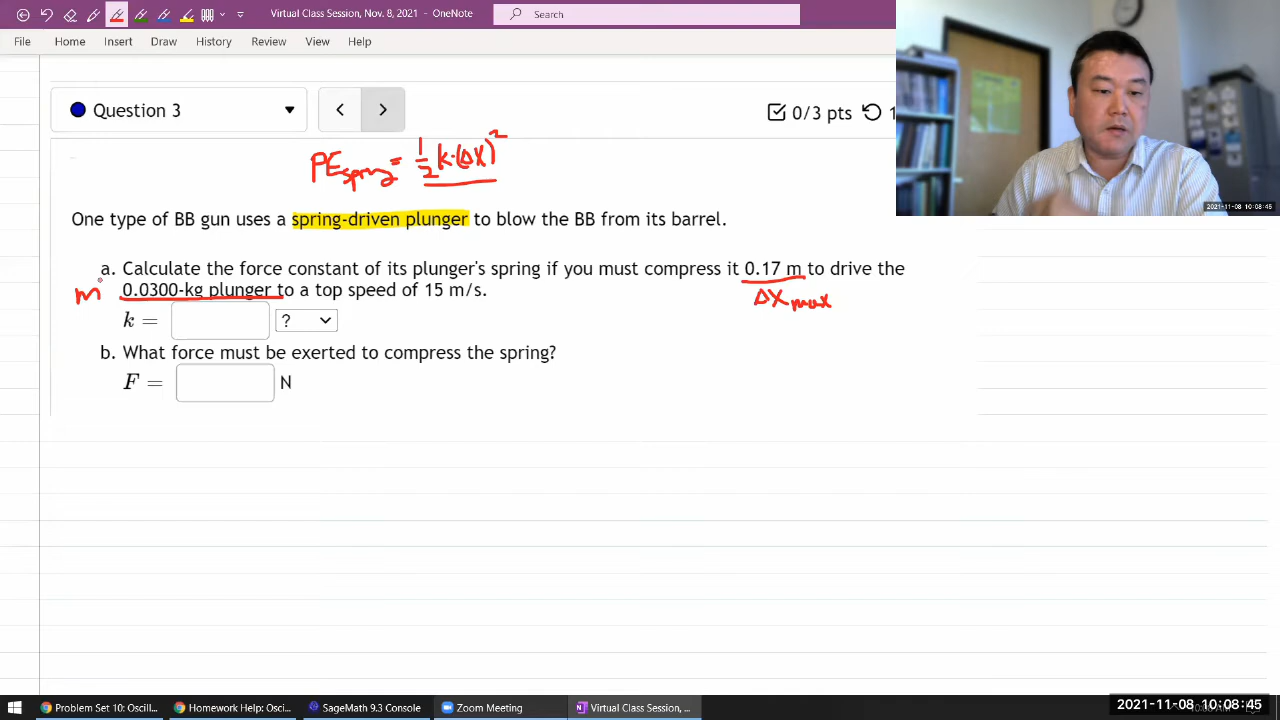 Virtual Class Session, Nov. 8, 2021 - OneNote
Search
File Home Insert Draw History Review View Help
Question 3
0/3 pts 1
PEspring = 1/2 k·(Δx)²
One type of BB gun uses a spring-driven plunger to blow the BB from its barrel.
a. Calculate the force constant of its plunger's spring if you must compress it 0.17 m to drive the
m 0.0300-kg plunger to a top speed of 15 m/s.
Δxmax
k = ?
b. What force must be exerted to compress the spring?
F = N
2021-11-08 10:08:45
Problem Set 10: Oscill... Homework Help: Osci... SageMath 9.3 Console Zoom Meeting Virtual Class Session, ...
2021-11-08 10:08:45